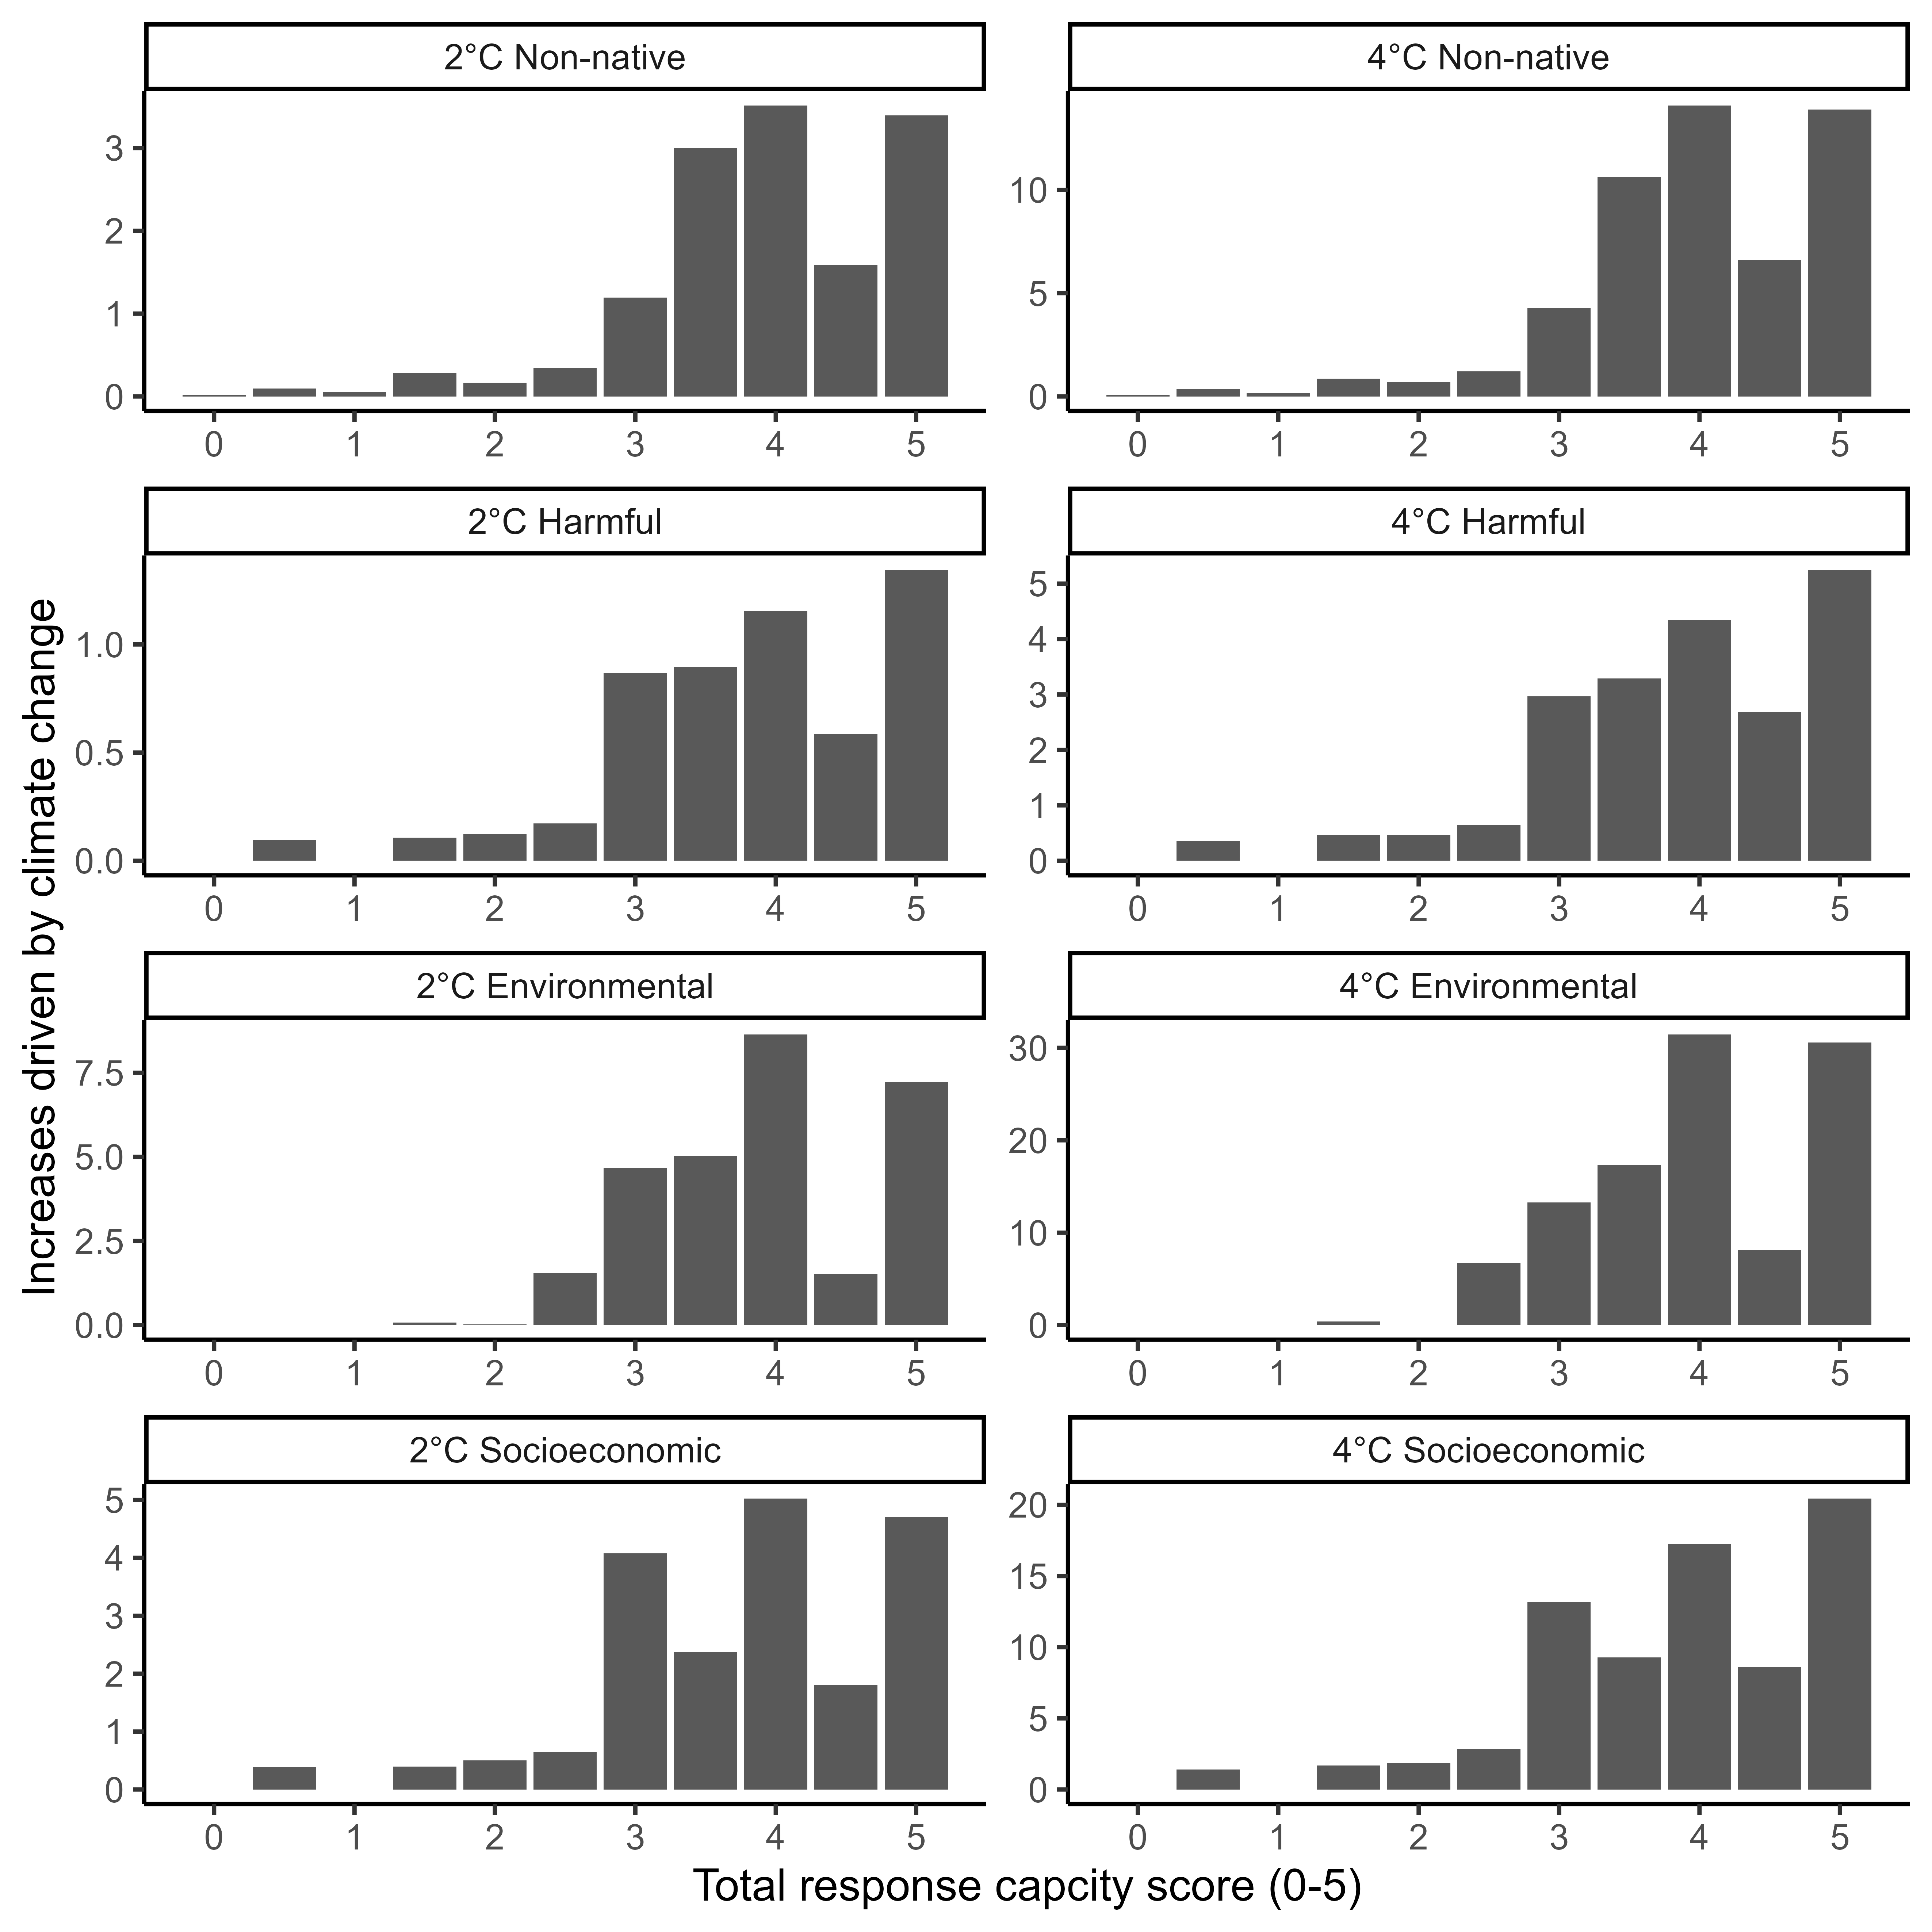 2°C Non-native
4°C Non-native
3
2
1
0
10
5
0
0 1 2 3 4 5
0 1 2 3 4 5
2°C Harmful
4°C Harmful
1.0
0.5
0.0
5
4
3
2
1
0
0 1 2 3 4 5
0 1 2 3 4 5
Increases driven by climate change
2°C Environmental
4°C Environmental
7.5
5.0
2.5
0.0
30
20
10
0
0 1 2 3 4 5
0 1 2 3 4 5
2°C Socioeconomic
4°C Socioeconomic
5
4
3
2
1
0
20
15
10
5
0
0 1 2 3 4 5
0 1 2 3 4 5
Total response capcity score (0-5)